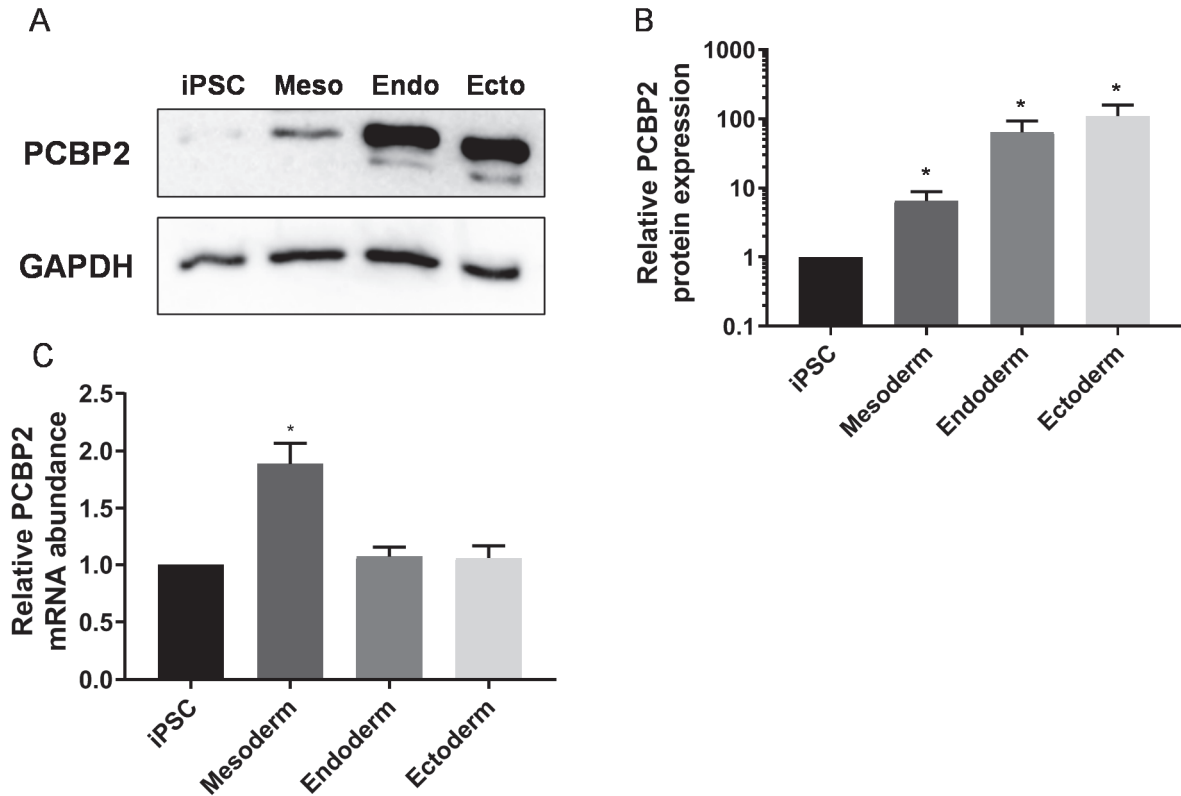 A
iPSC Meso Endo Ecto
PCBP2
GAPDH
B
Relative PCBP2
protein expression
1000
100
10
1
0.1
*
*
*
iPSC
Mesoderm
Endoderm
Ectoderm
C
Relative PCBP2
mRNA abundance
2.5
2.0
1.5
1.0
0.5
0.0
*
iPSC
Mesoderm
Endoderm
Ectoderm